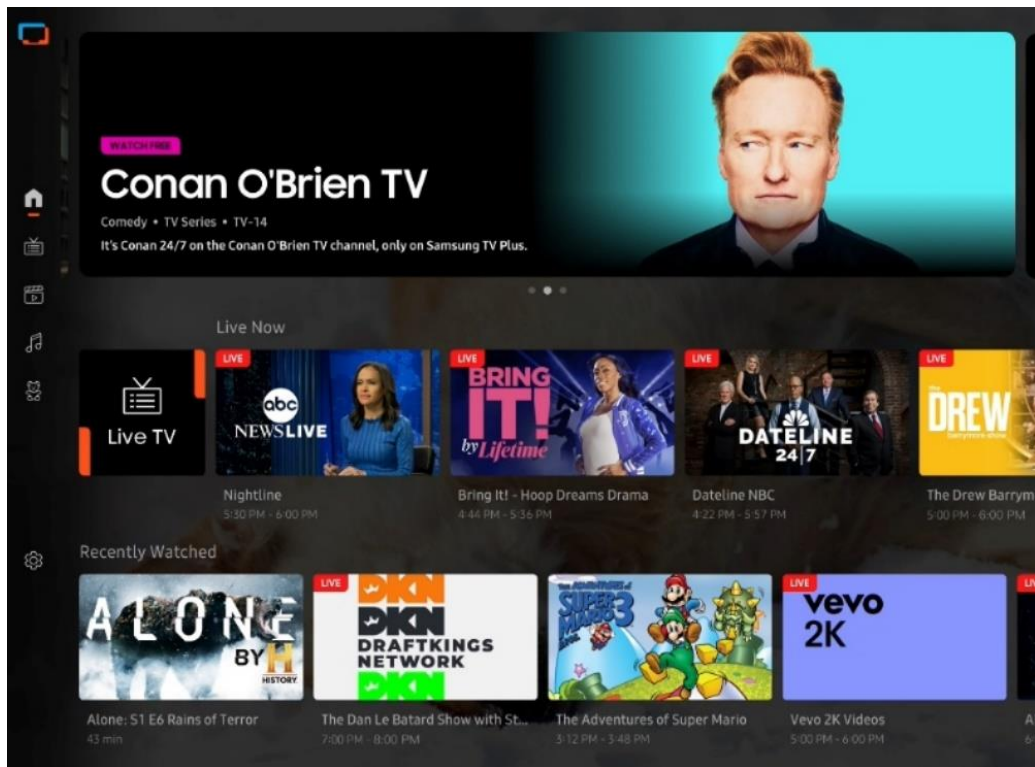 WATCH FREE
Conan O'Brien TV
Comedy • TV Series • TV-14
It's Conan 24/7 on the Conan O'Brien TV channel, only on Samsung TV Plus.
Live Now
Live TV
LIVE
abc
NEWSLIVE
Nightline
5:30 PM - 6:00 PM
LIVE
BRING
IT!
by Lifetime
Bring It! - Hoop Dreams Drama
4:44 PM - 5:36 PM
LIVE
DATELINE
24|7
Dateline NBC
4:22 PM - 5:57 PM
LIVE
The
DREW
barrymore show
The Drew Barrym
5:00 PM - 6:00 PM
Recently Watched
ALONE
BY H
HISTORY
Alone: S1 E6 Rains of Terror
43 min
LIVE
DKN
DKN
DRAFTKINGS
NETWORK
DKN
The Dan Le Batard Show with St...
7:00 PM - 8:00 PM
THE ADVENTURES of
SUPER
MARIO 3
BROS.
The Adventures of Super Mario
3:12 PM - 3:48 PM
LIVE
vevo
2K
Vevo 2K Videos
5:00 PM - 6:00 PM